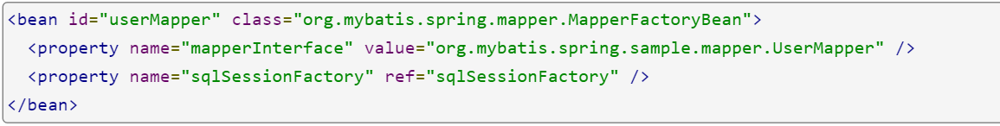 <bean id="userMapper" class="org.mybatis.spring.mapper.MapperFactoryBean">
  <property name="mapperInterface" value="org.mybatis.spring.sample.mapper.UserMapper" />
  <property name="sqlSessionFactory" ref="sqlSessionFactory" />
</bean>